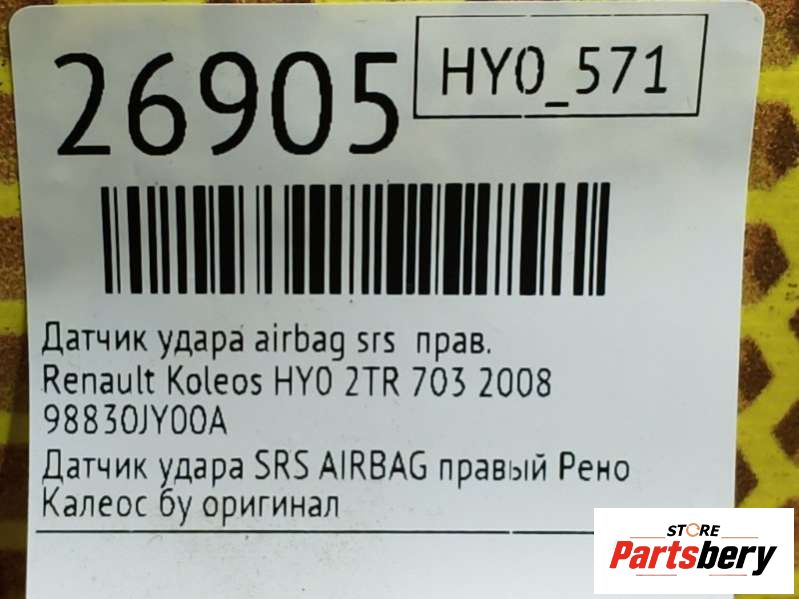 26905
HY0_571
Датчик удара airbag srs прав.
Renault Koleos HY0 2TR 703 2008
98830JY00A
Датчик удара SRS AIRBAG правый Рено
Калеос бу оригинал
STORE
Partsbery